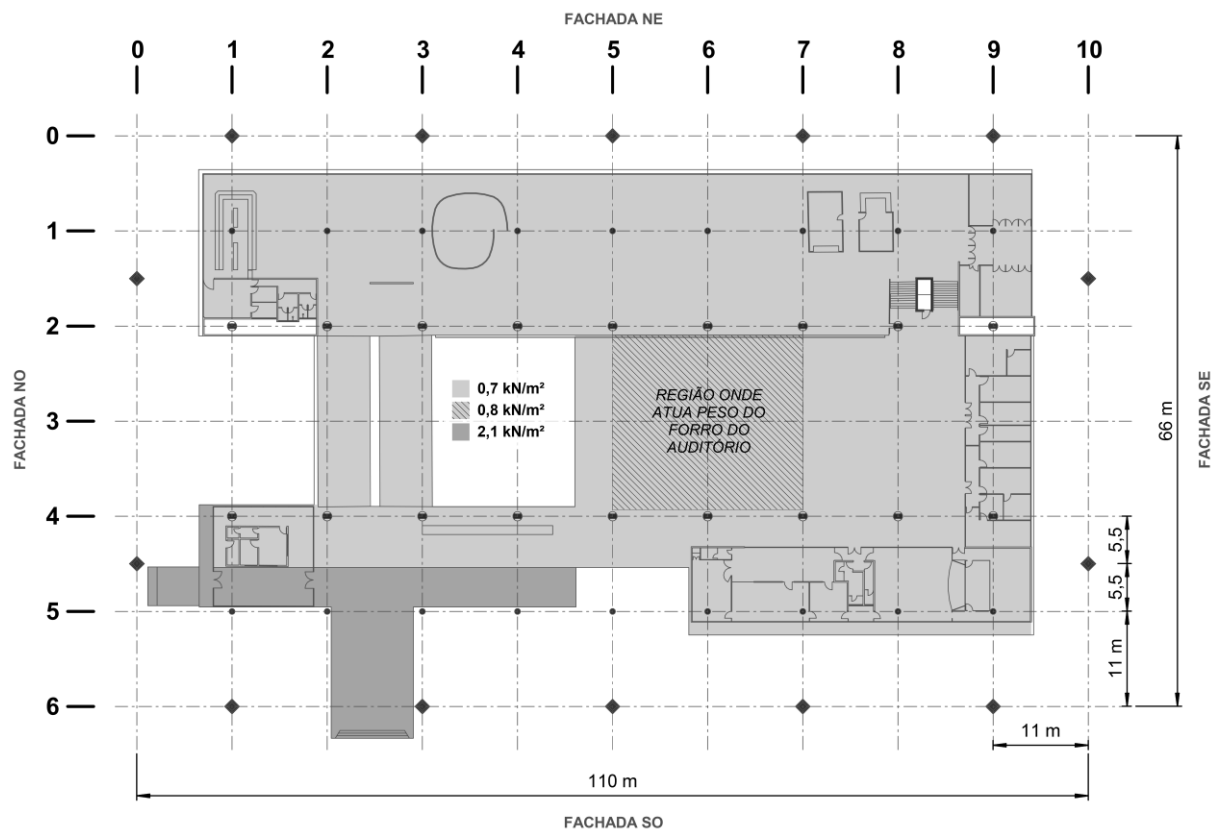 FACHADA NE
0 1 2 3 4 5 6 7 8 9 10
0
1
2
3
4
5
6
FACHADA NO
0,7 kN/m²
0,8 kN/m²
2,1 kN/m²
REGIÃO ONDE
ATUA PESO DO
FORRO DO
AUDITÓRIO
66 m
FACHADA SE
5,5
5,5
11 m
11 m
110 m
FACHADA SO